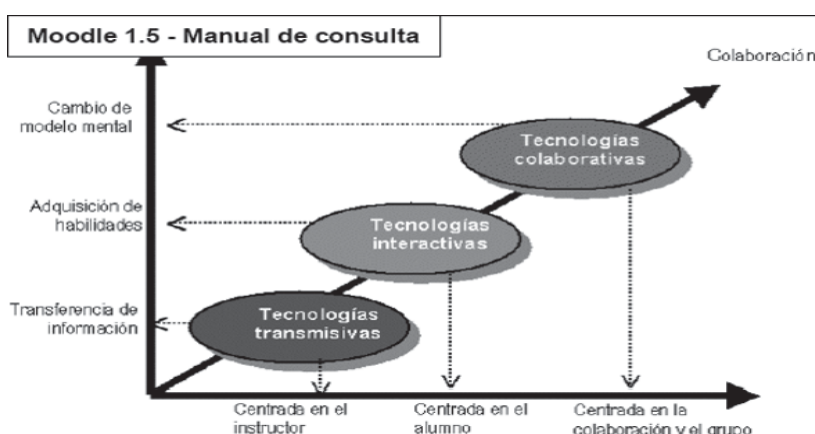 Moodle 1.5 - Manual de consulta
Colaboración
Cambio de
modelo mental
Tecnologías
colaborativas
Adquisición de
habilidades
Tecnologías
interactivas
Transferencia de
información
Tecnologías
transmisivas
Centrada en el
instructor
Centrada en el
alumno
Centrada en la
colaboración y el grupo